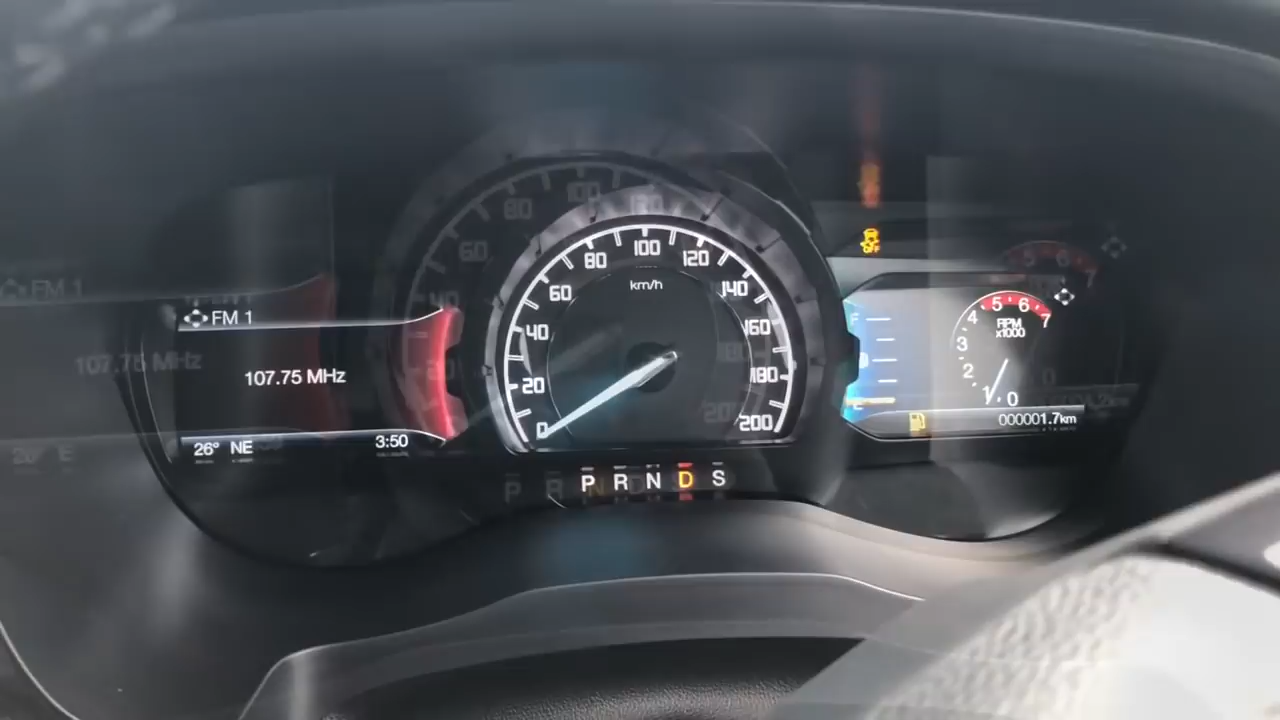 FM 1
107.75 MHz
26° NE 3:50
0 20 40 60 80 100 120 140 160 180 200
km/h
P R N D S
OFF
F
0 1 2 3 4 5 6 7
RPM
x1000
000001.7km